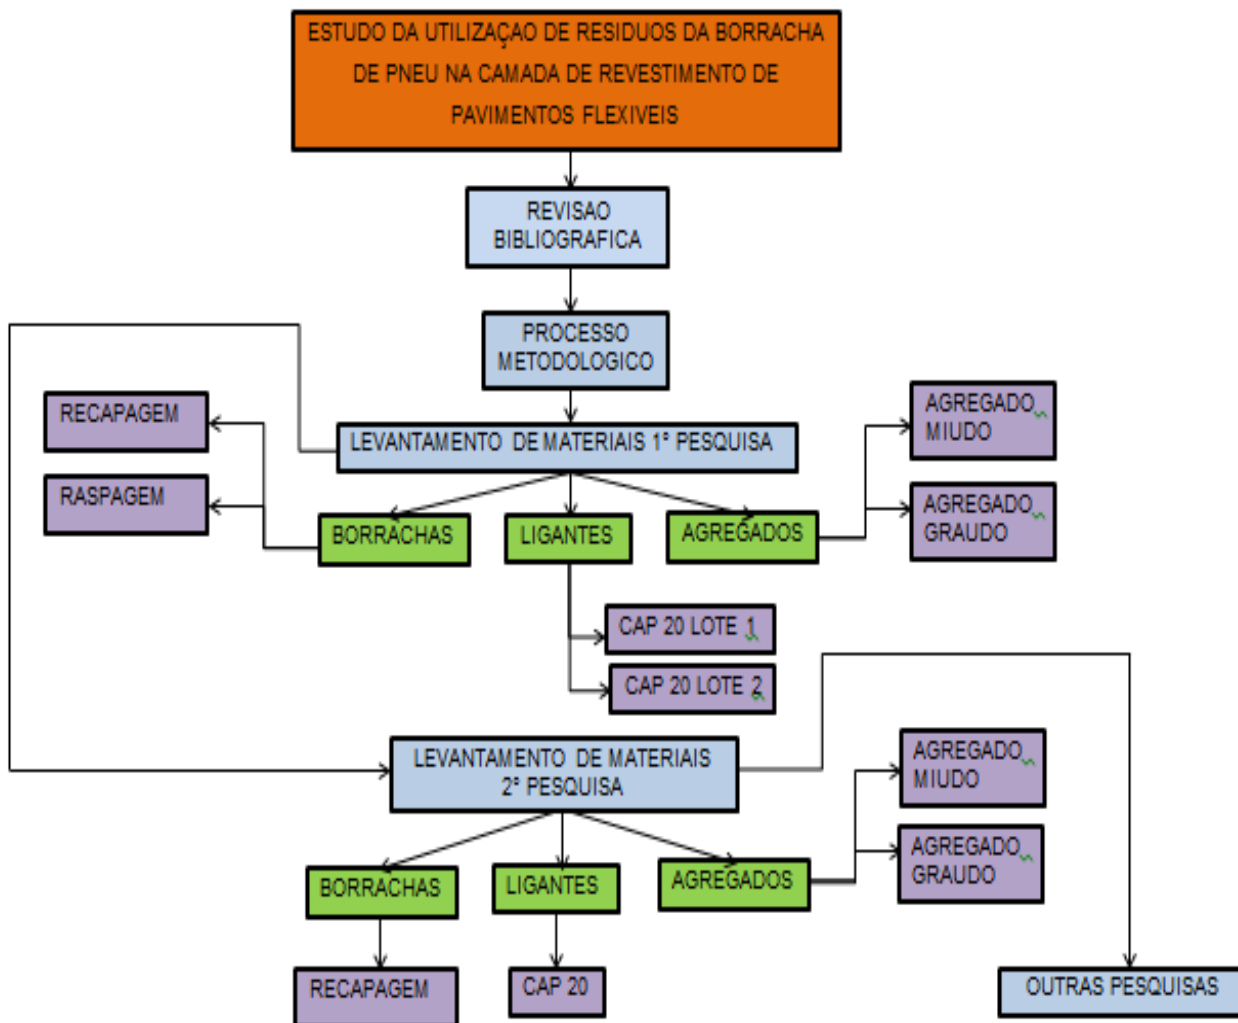 ESTUDO DA UTILIZAÇAO DE RESIDUOS DA BORRACHA
DE PNEU NA CAMADA DE REVESTIMENTO DE
PAVIMENTOS FLEXIVEIS
REVISAO
BIBLIOGRAFICA
PROCESSO
METODOLOGICO
LEVANTAMENTO DE MATERIAIS 1° PESQUISA
RECAPAGEM
RASPAGEM
AGREGADO
MIUDO
AGREGADO
GRAUDO
BORRACHAS
LIGANTES
AGREGADOS
CAP 20 LOTE 1
CAP 20 LOTE 2
LEVANTAMENTO DE MATERIAIS
2° PESQUISA
AGREGADO
MIUDO
AGREGADO
GRAUDO
BORRACHAS
LIGANTES
AGREGADOS
RECAPAGEM
CAP 20
OUTRAS PESQUISAS